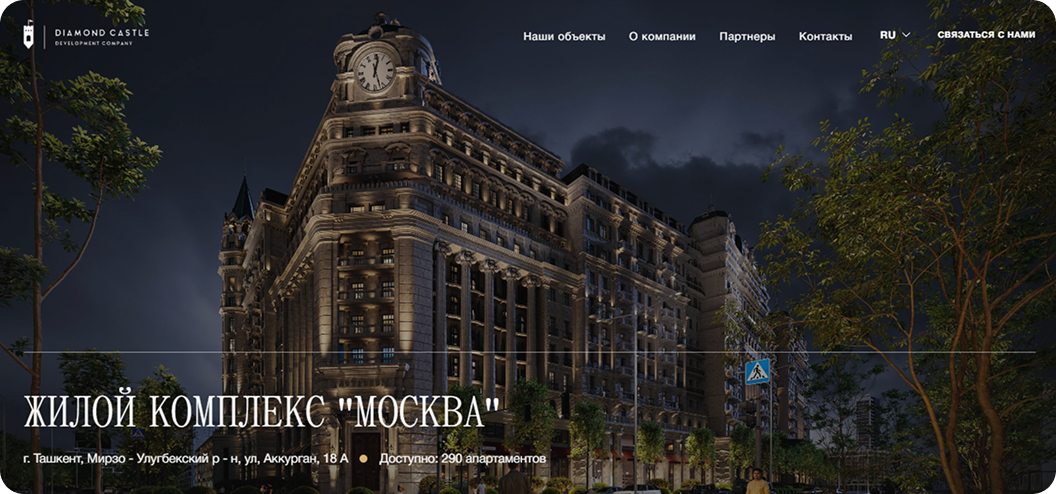 DIAMOND CASTLE
DEVELOPMENT COMPANY
Наши объекты О компании Партнеры Контакты RU СВЯЗАТЬСЯ С НАМИ
ЖИЛОЙ КОМПЛЕКС "МОСКВА"
г. Ташкент, Мирзо - Улугбекский р - н, ул, Аккурган, 18 А Доступно: 290 апартаментов